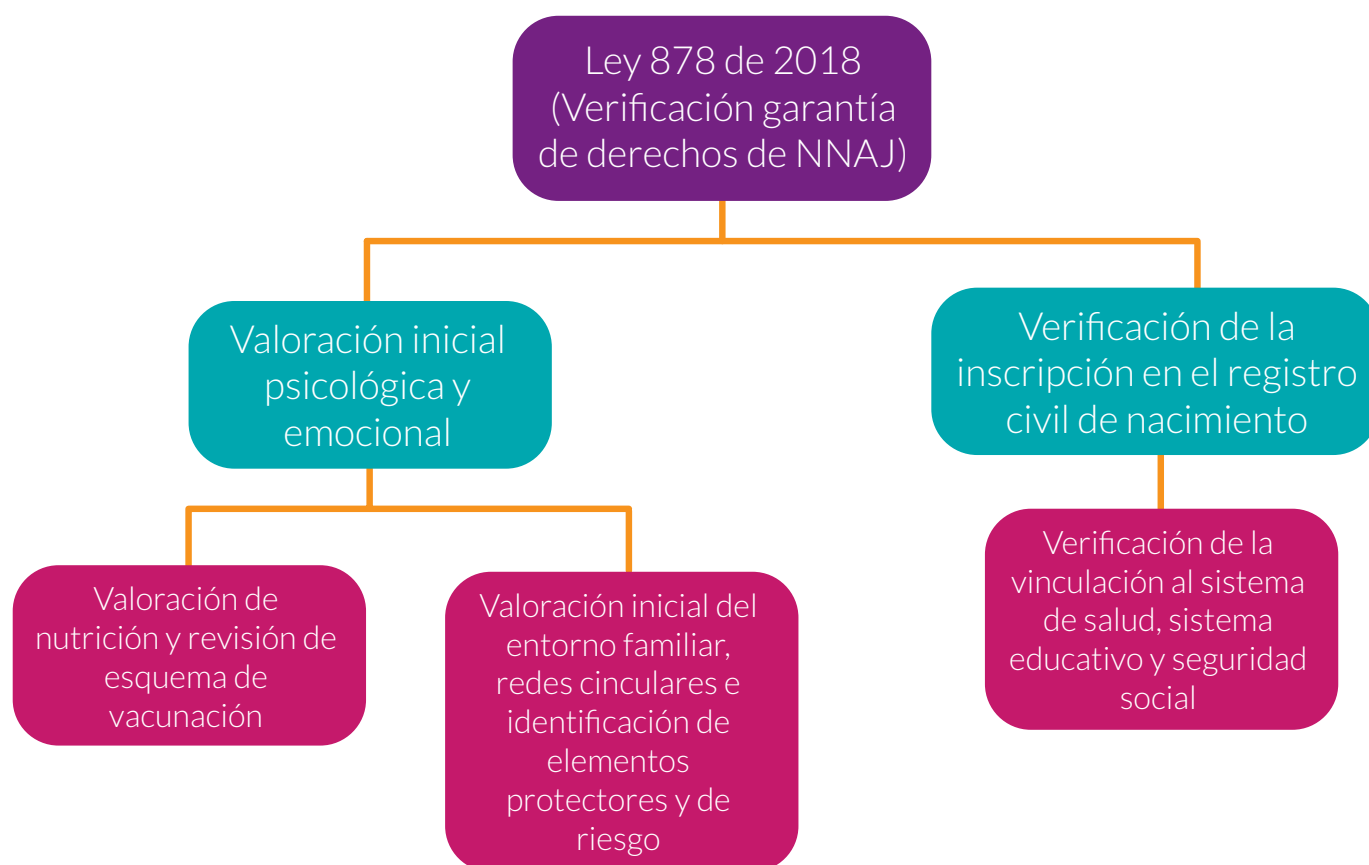 Ley 878 de 2018
(Verificación garantía
de derechos de NNAJ)
Valoración inicial
psicológica y
emocional
Verificación de la
inscripción en el registro
civil de nacimiento
Valoración de
nutrición y revisión de
esquema de
vacunación
Valoración inicial del
entorno familiar,
redes cinculares e
identificación de
elementos
protectores y de
riesgo
Verificación de la
vinculación al sistema
de salud, sistema
educativo y seguridad
social